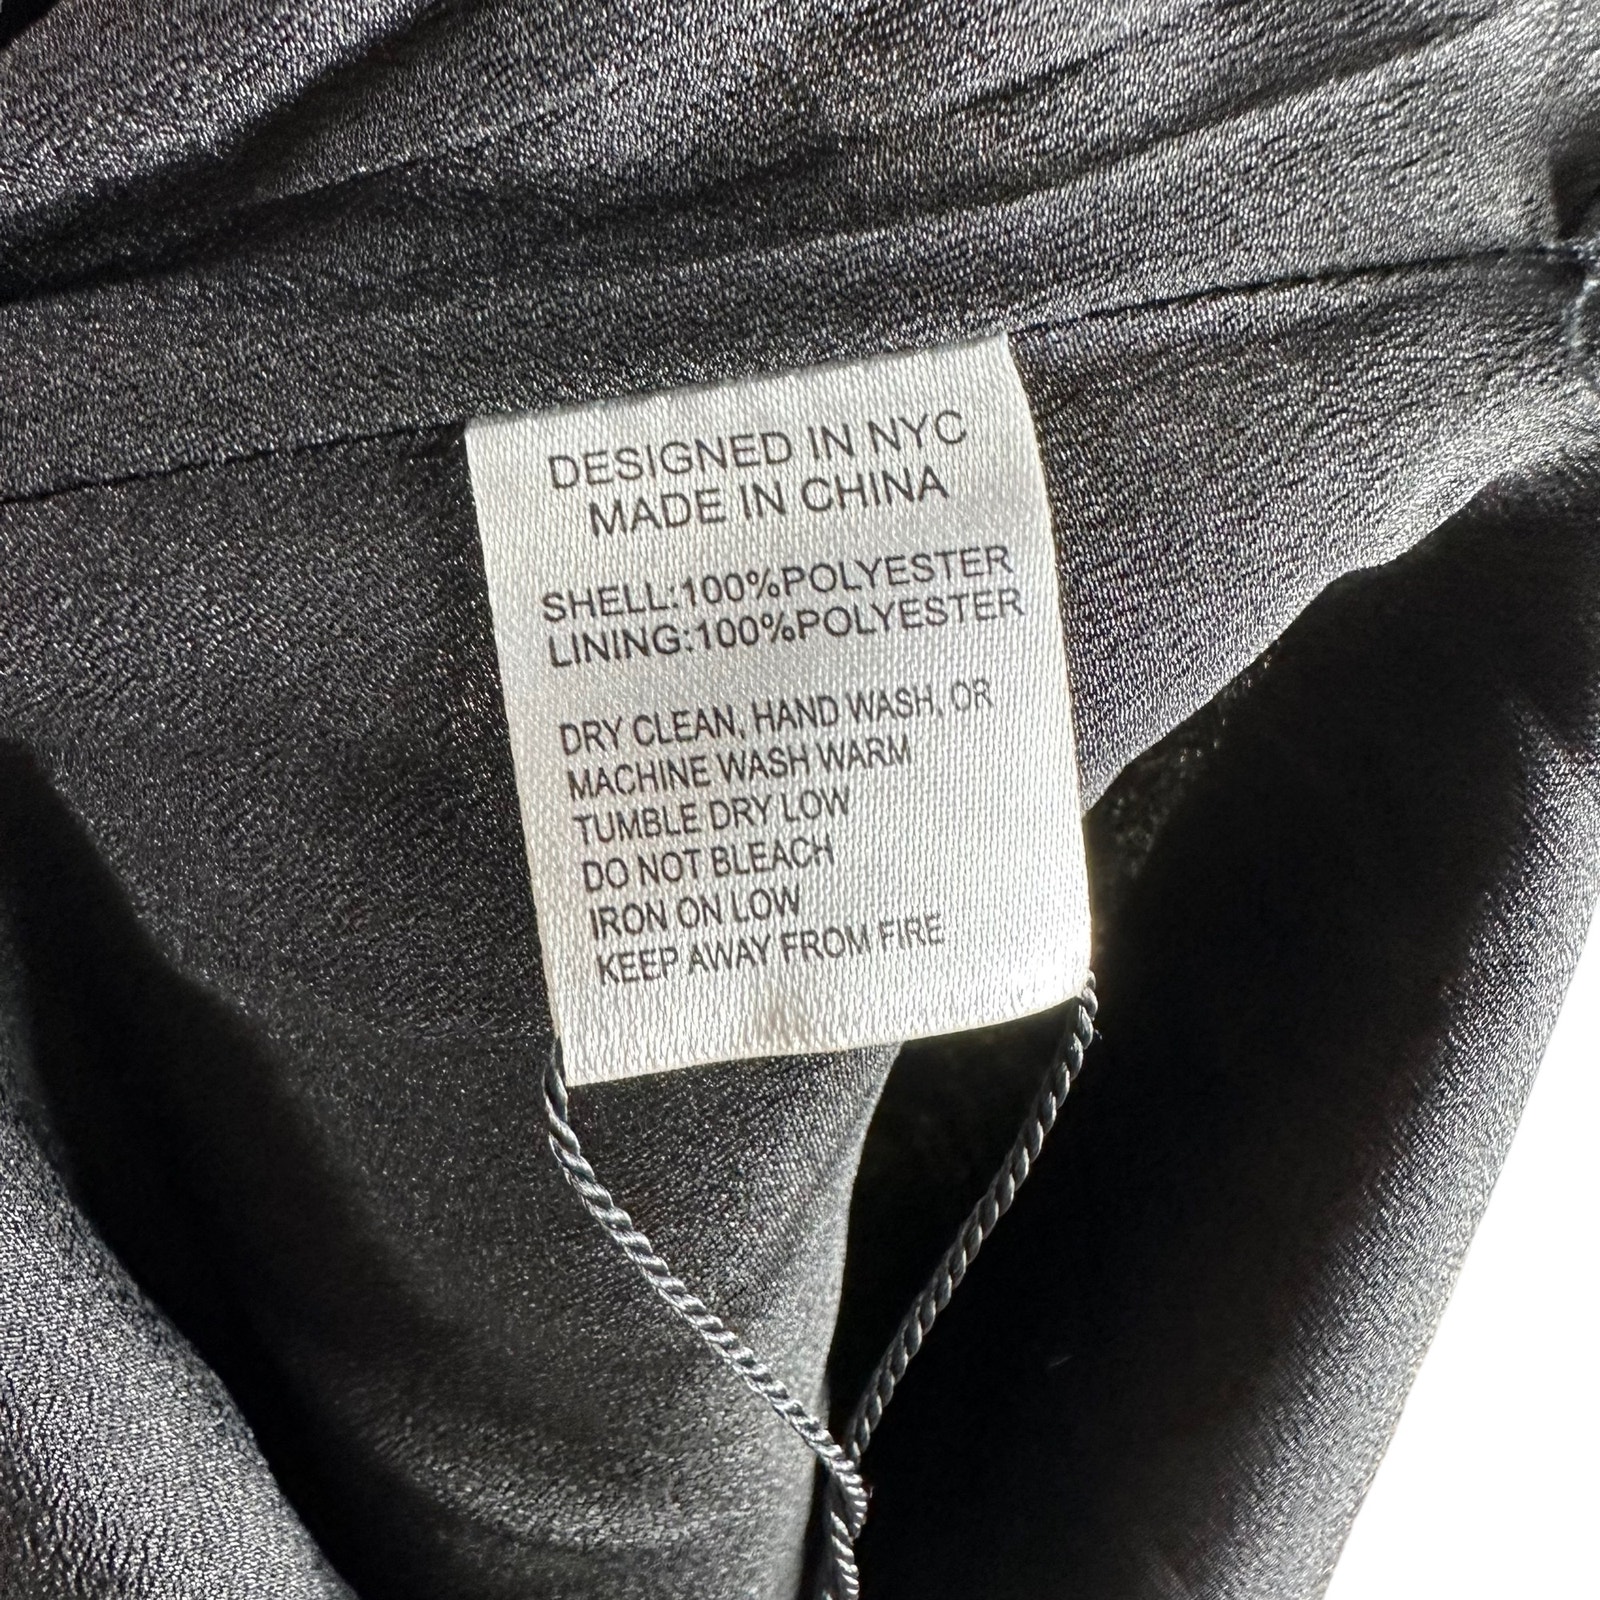 DESIGNED IN NYC
MADE IN CHINA
SHELL:100%POLYESTER
LINING:100%POLYESTER
DRY CLEAN, HAND WASH, OR
MACHINE WASH WARM
TUMBLE DRY LOW
DO NOT BLEACH
IRON ON LOW
KEEP AWAY FROM FIRE